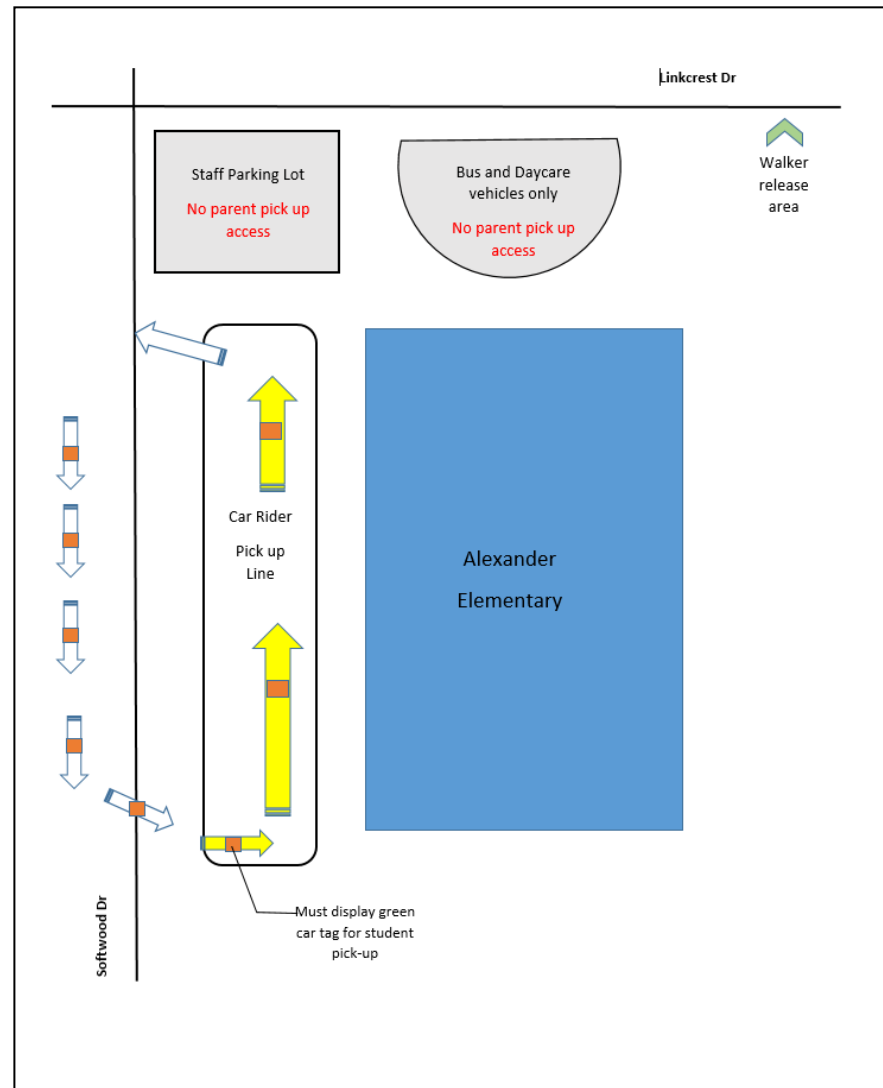 Linkcrest Dr
Staff Parking Lot
No parent pick up
access
Bus and Daycare
vehicles only
No parent pick up
access
Walker
release
area
Car Rider
Pick up
Line
Alexander
Elementary
Must display green
car tag for student
pick-up
Softwood Dr